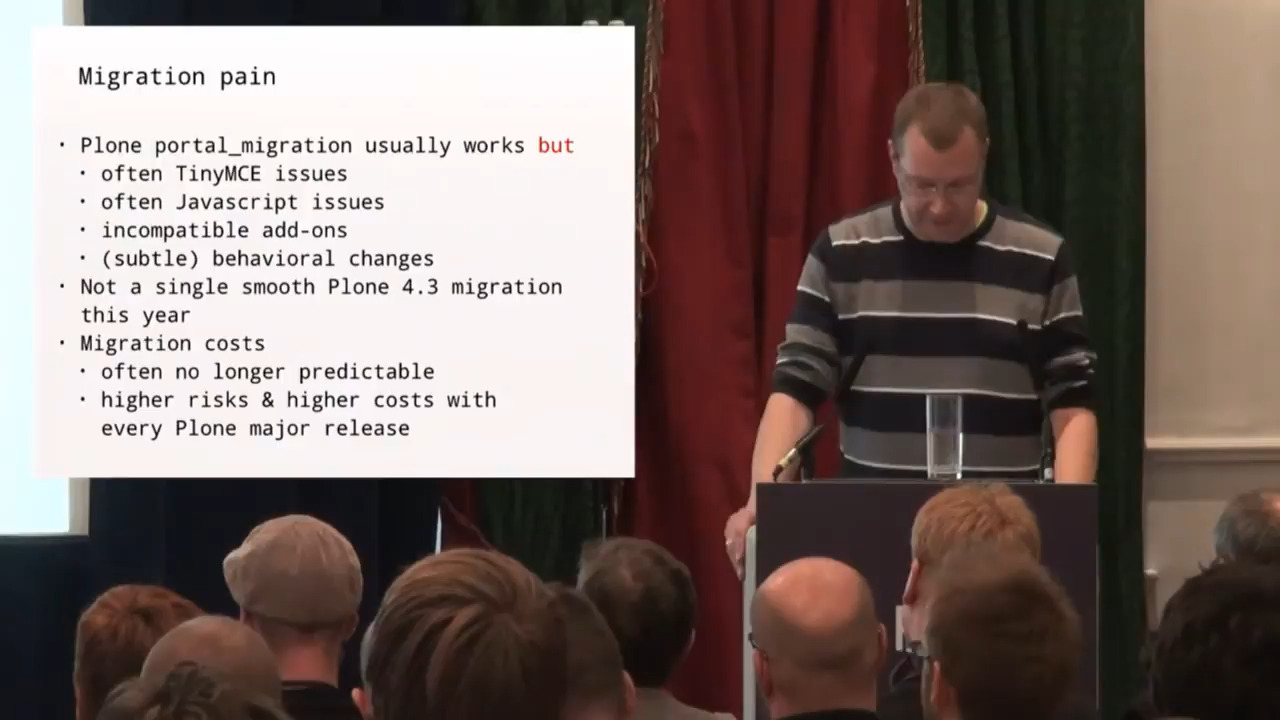 Migration pain
· Plone portal_migration usually works but
· often TinyMCE issues
· often Javascript issues
· incompatible add-ons
· (subtle) behavioral changes
· Not a single smooth Plone 4.3 migration
this year
· Migration costs
· often no longer predictable
· higher risks & higher costs with
every Plone major release